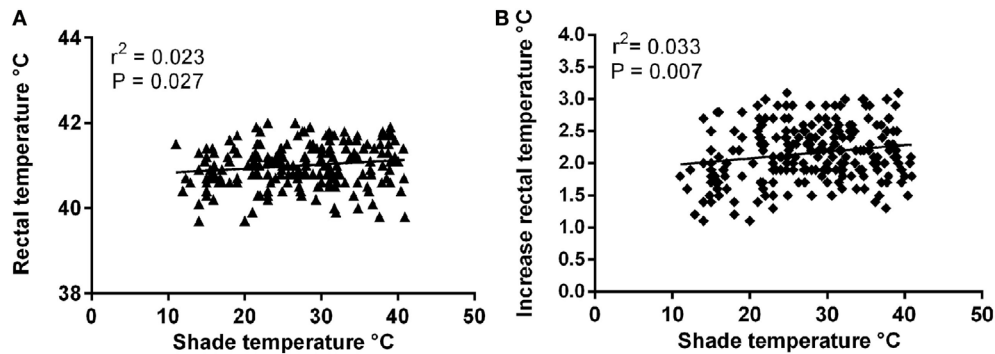 A
r² = 0.023
P = 0.027
Rectal temperature °C
44
42
40
38
0 10 20 30 40 50
Shade temperature °C
B
r²= 0.033
P = 0.007
Increase rectal temperature °C
4.0
3.5
3.0
2.5
2.0
1.5
1.0
0.5
0.0
0 10 20 30 40 50
Shade temperature °C